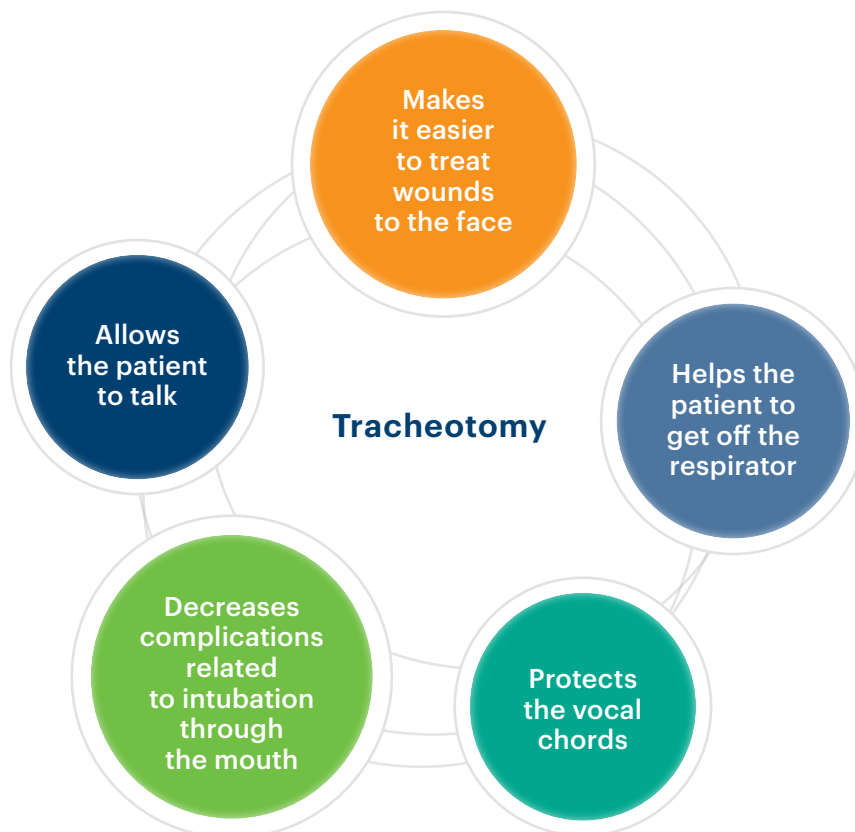 Makes
it easier
to treat
wounds
to the face
Allows
the patient
to talk
Helps the
patient to
get off the
respirator
Tracheotomy
Decreases
complications
related
to intubation
through
the mouth
Protects
the vocal
chords